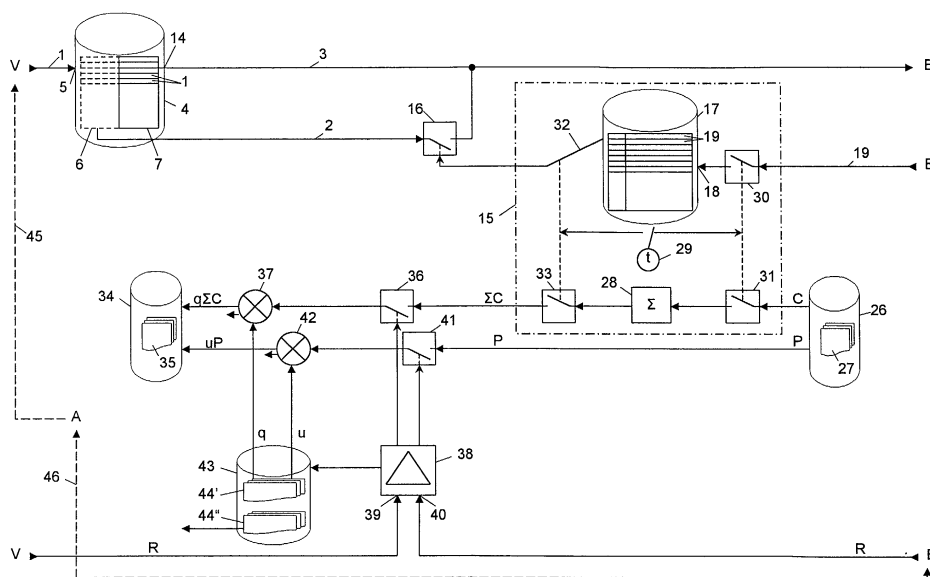 V 1 14 3 E
5 1 4
6 7 2 16
32 17 19
18 30 19 E
15
45 29 t
34 37 36 33 28 31 26
qΣC ΣC Σ C
42 41
35 uP P P 27
A q u
46 43 38
44'
44"
39 40
V R R E